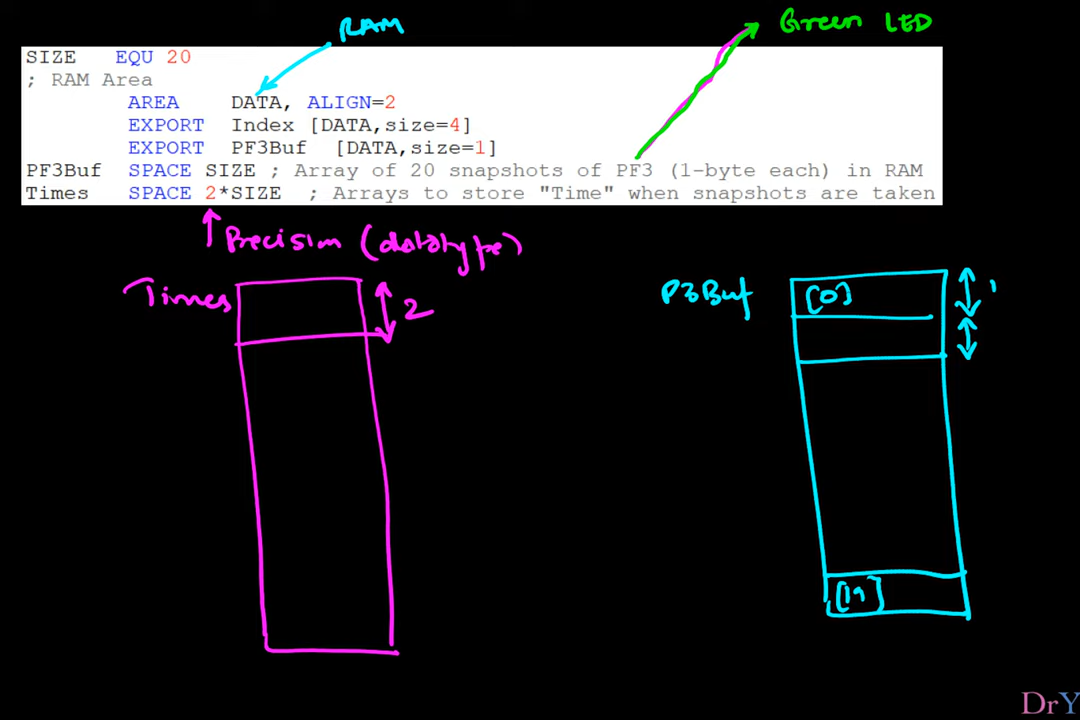 RAM
Green LED
SIZE EQU 20
; RAM Area
AREA DATA, ALIGN=2
EXPORT Index [DATA,size=4]
EXPORT PF3Buf [DATA,size=1]
PF3Buf SPACE SIZE ; Array of 20 snapshots of PF3 (1-byte each) in RAM
Times SPACE 2*SIZE ; Arrays to store "Time" when snapshots are taken
Precision (datatype)
Times
2
P3Buf
[0]
1
[19]
DrY